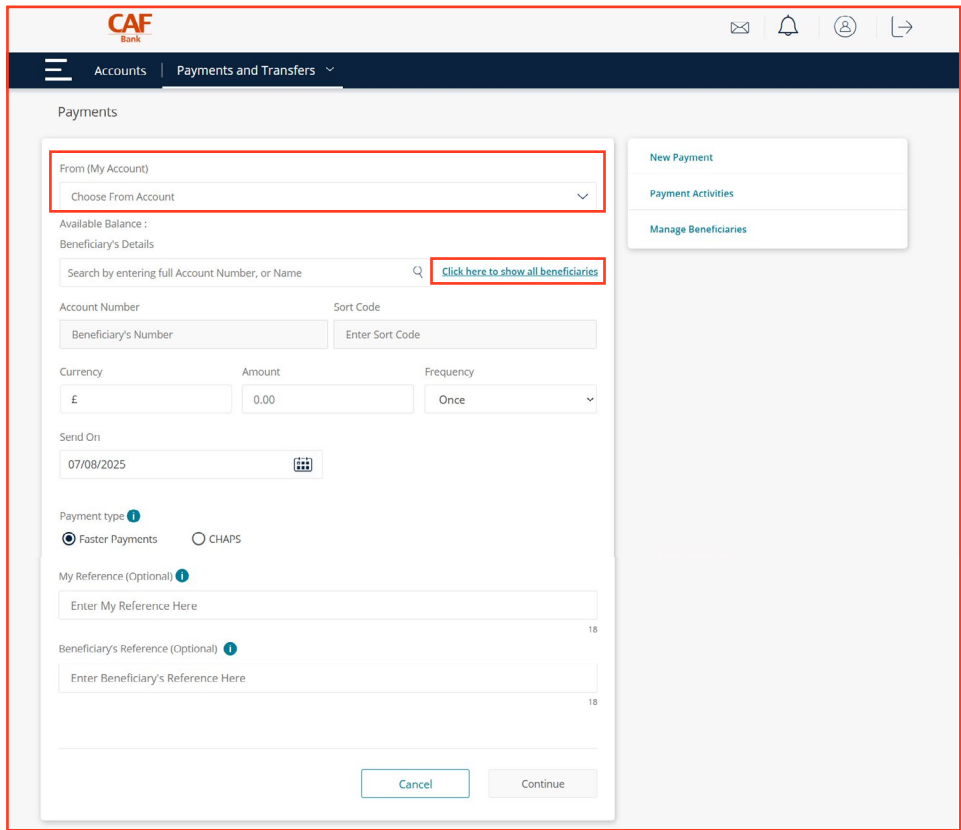 CAF
Bank
Accounts | Payments and Transfers
Payments
From (My Account)
Choose From Account
Available Balance :
Beneficiary's Details
Search by entering full Account Number, or Name
Click here to show all beneficiaries
Account Number Sort Code
Beneficiary's Number Enter Sort Code
Currency Amount Frequency
£ 0.00 Once
Send On
07/08/2025
Payment type i
Faster Payments CHAPS
My Reference (Optional) i
Enter My Reference Here
18
Beneficiary's Reference (Optional) i
Enter Beneficiary's Reference Here
18
Cancel Continue
New Payment
Payment Activities
Manage Beneficiaries